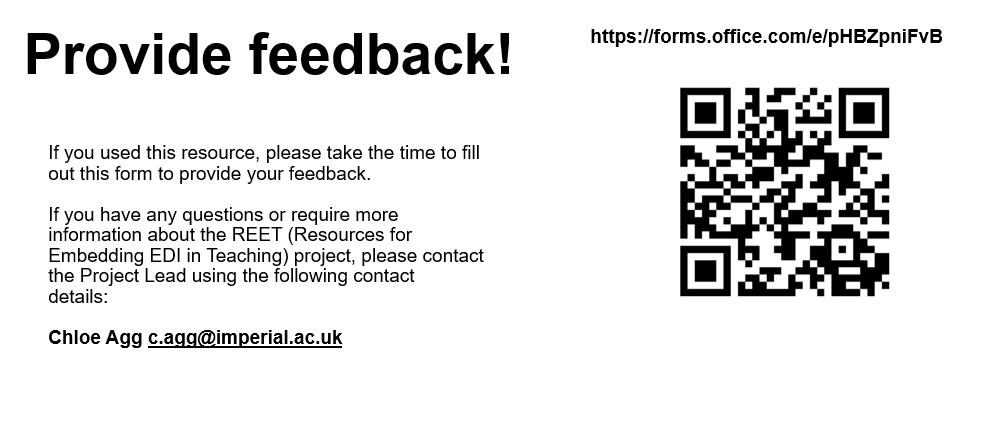 Provide feedback!
https://forms.office.com/e/pHBZpniFvB
If you used this resource, please take the time to fill
out this form to provide your feedback.
If you have any questions or require more
information about the REET (Resources for
Embedding EDI in Teaching) project, please contact
the Project Lead using the following contact
details:
Chloe Agg c.agg@imperial.ac.uk